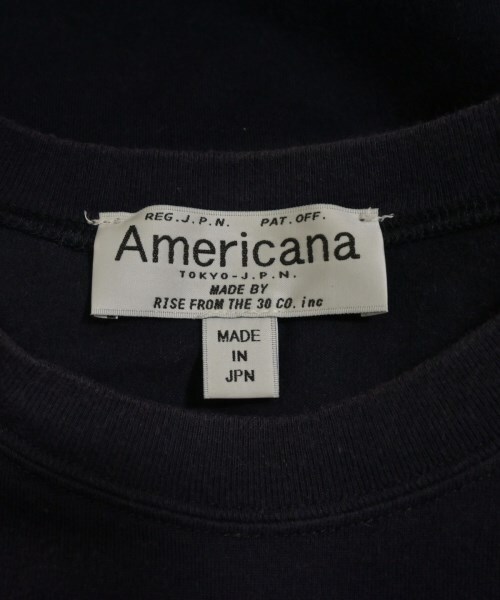 REG.J.P.N. PAT.OFF.
Americana
TOKYO-J.P.N.
MADE BY
RISE FROM THE 30 CO. inc
MADE
IN
JPN